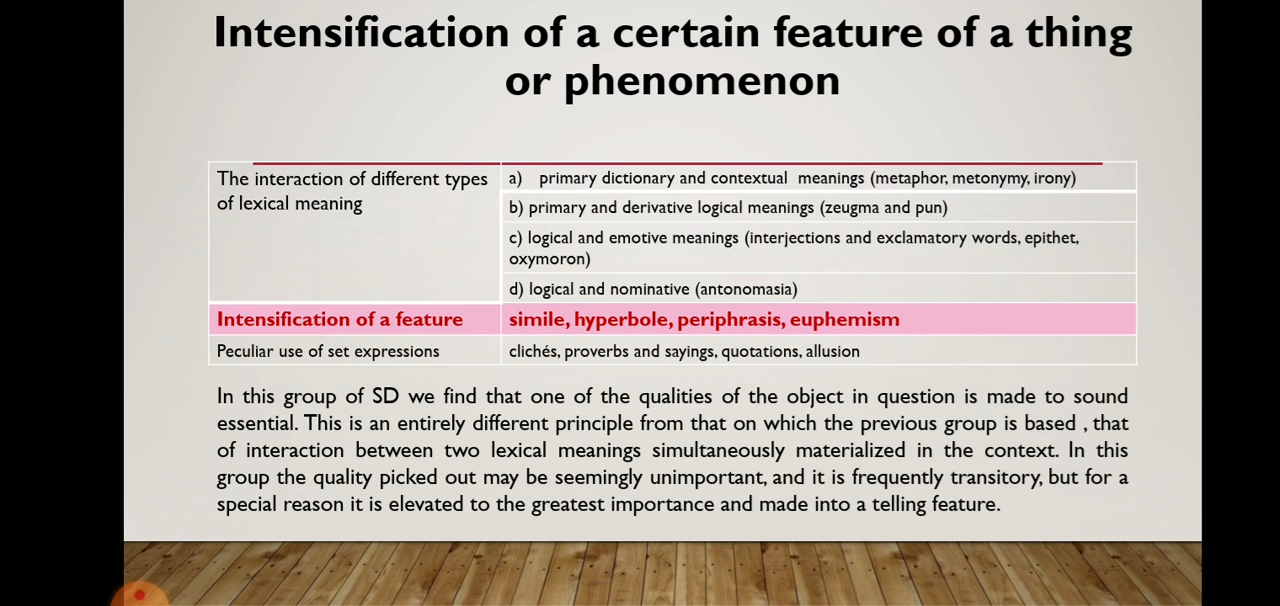 Intensification of a certain feature of a thing
or phenomenon
The interaction of different types
of lexical meaning
a) primary dictionary and contextual meanings (metaphor, metonymy, irony)
b) primary and derivative logical meanings (zeugma and pun)
c) logical and emotive meanings (interjections and exclamatory words, epithet,
oxymoron)
d) logical and nominative (antonomasia)
Intensification of a feature
simile, hyperbole, periphrasis, euphemism
Peculiar use of set expressions
clichés, proverbs and sayings, quotations, allusion
In this group of SD we find that one of the qualities of the object in question is made to sound
essential. This is an entirely different principle from that on which the previous group is based , that
of interaction between two lexical meanings simultaneously materialized in the context. In this
group the quality picked out may be seemingly unimportant, and it is frequently transitory, but for a
special reason it is elevated to the greatest importance and made into a telling feature.